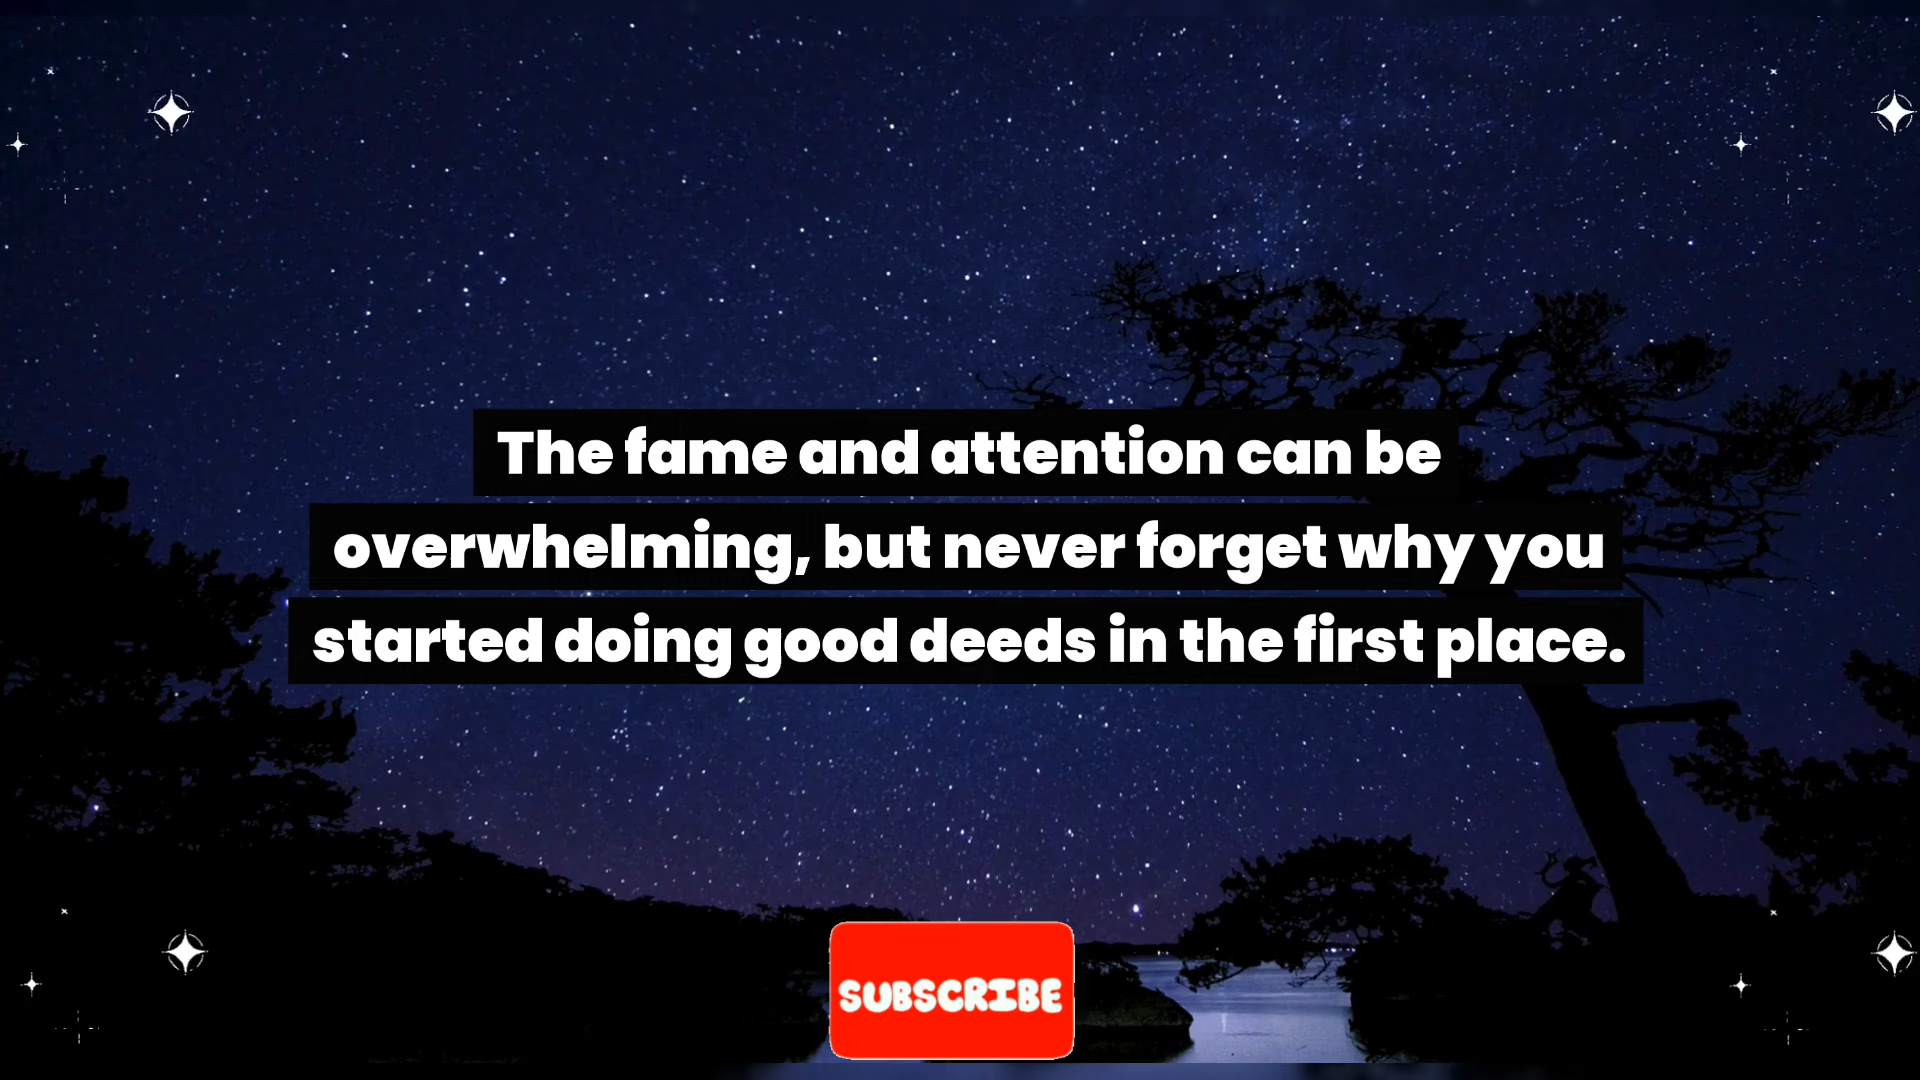 The fame and attention can be
overwhelming, but never forget why you
started doing good deeds in the first place.
SUBSCRIBE